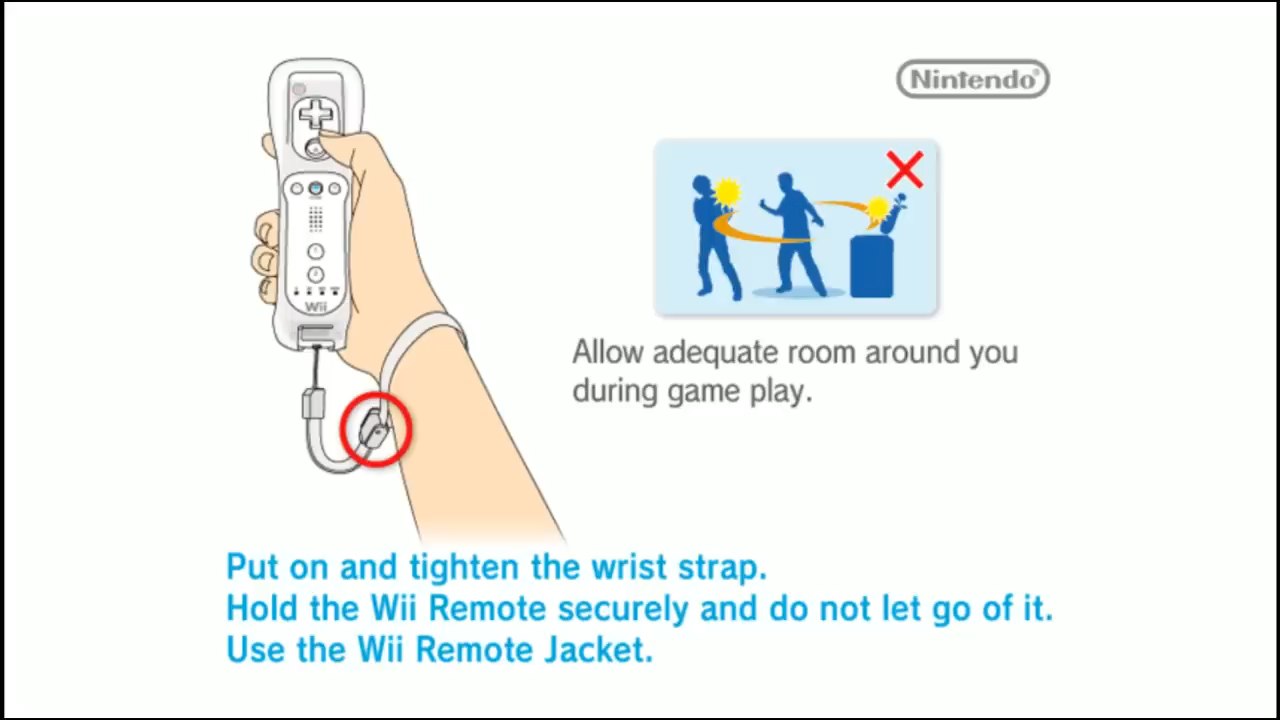 Nintendo®
Allow adequate room around you
during game play.
Wii
Put on and tighten the wrist strap.
Hold the Wii Remote securely and do not let go of it.
Use the Wii Remote Jacket.